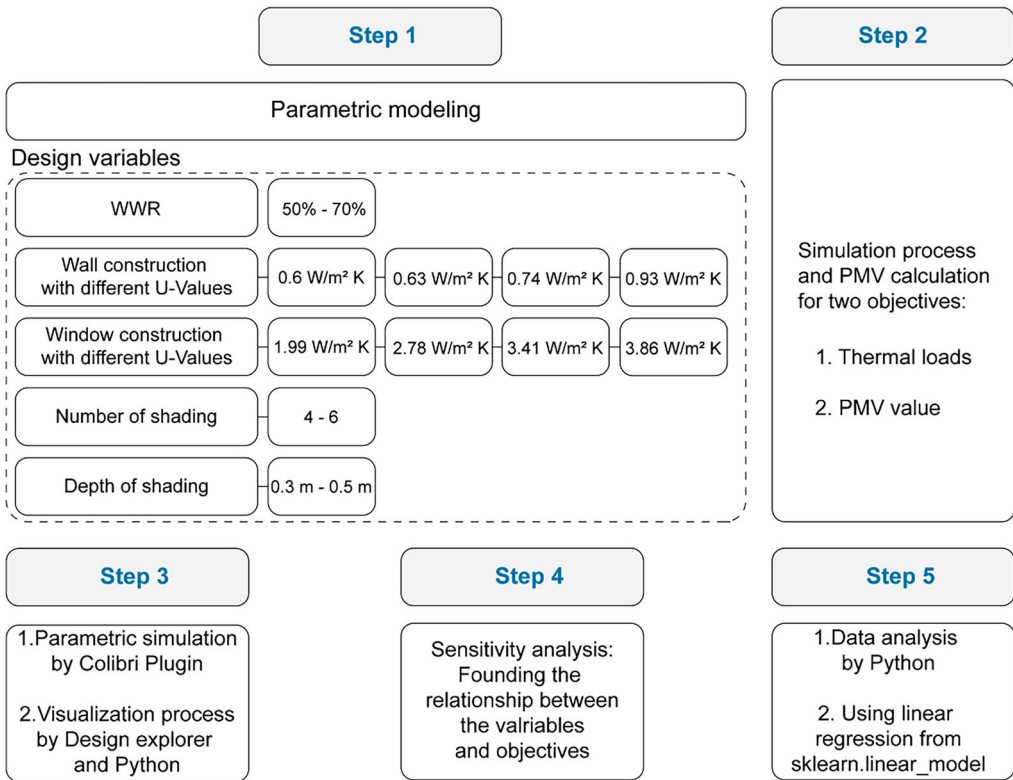 Step 1
Parametric modeling
Design variables
WWR
50% - 70%
Wall construction
with different U-Values
0.6 W/m² K
0.63 W/m² K
0.74 W/m² K
0.93 W/m² K
Window construction
with different U-Values
1.99 W/m² K
2.78 W/m² K
3.41 W/m² K
3.86 W/m² K
Number of shading
4 - 6
Depth of shading
0.3 m - 0.5 m
Step 2
Simulation process
and PMV calculation
for two objectives:
1. Thermal loads
2. PMV value
Step 3
1.Parametric simulation
by Colibri Plugin
2.Visualization process
by Design explorer
and Python
Step 4
Sensitivity analysis:
Founding the
relationship between
the valriables
and objectives
Step 5
1.Data analysis
by Python
2. Using linear
regression from
sklearn.linear_model